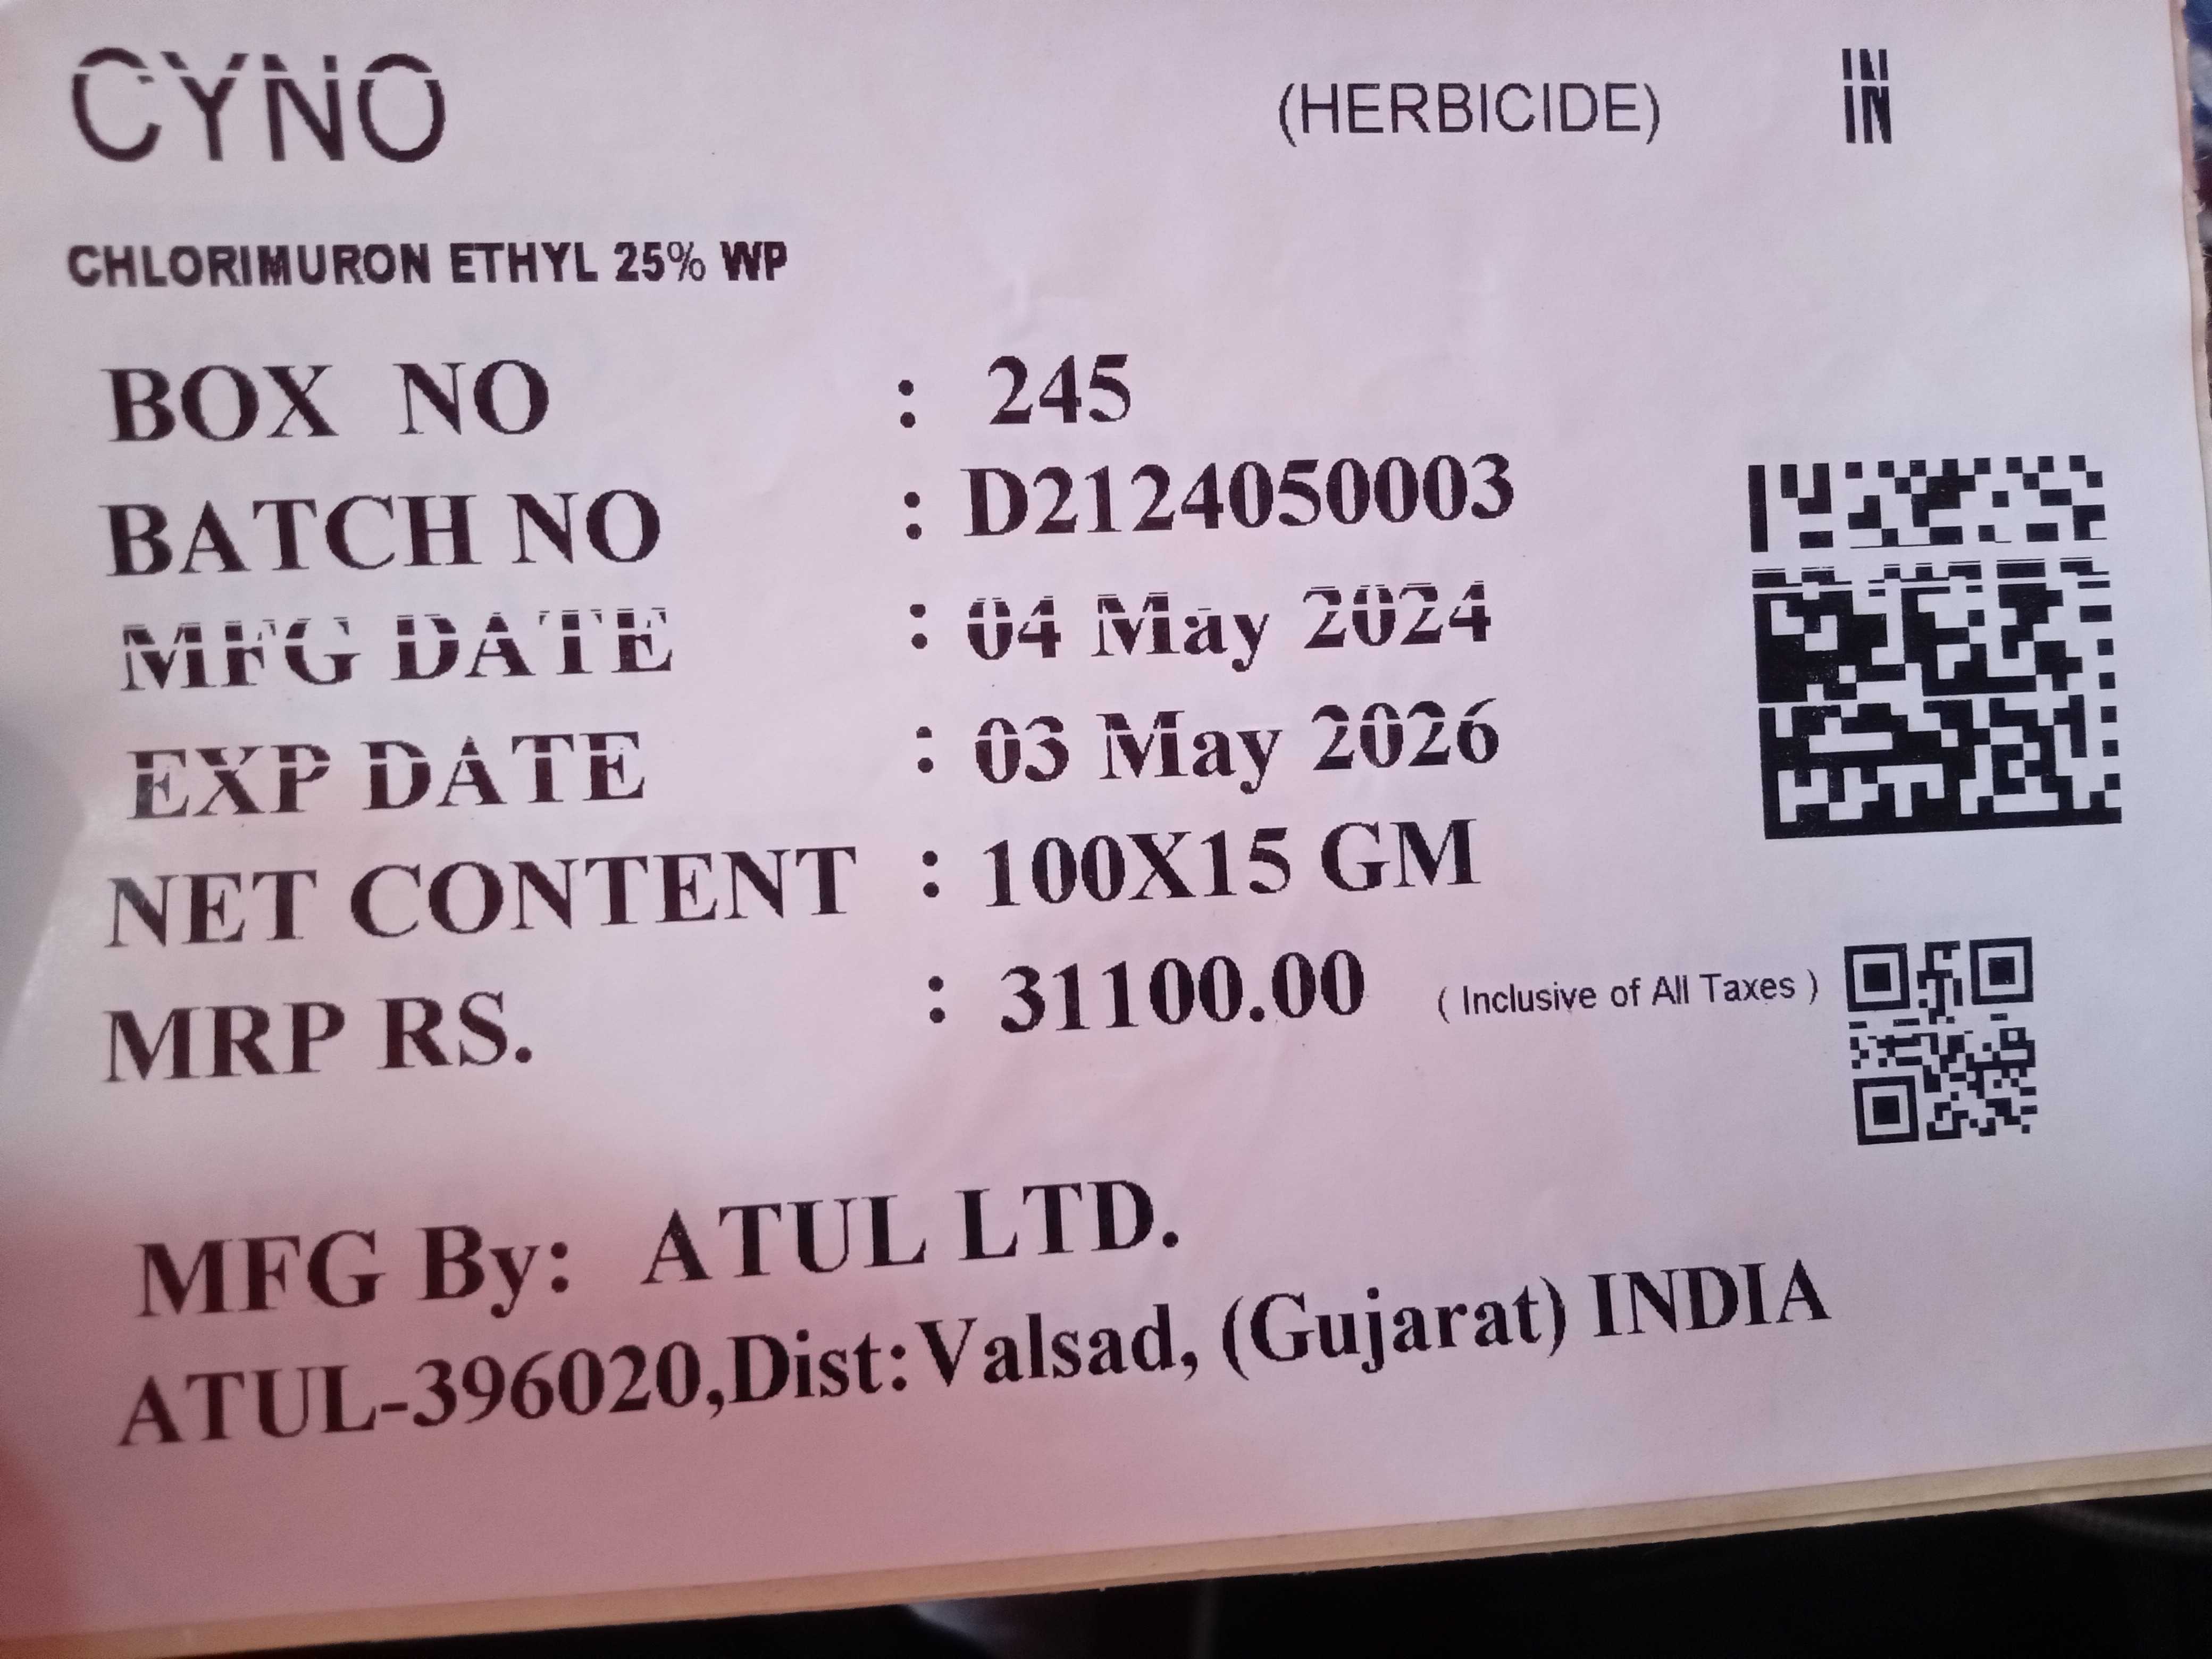 CYNO (HERBICIDE) IN
CHLORIMURON ETHYL 25% WP
BOX NO : 245
BATCH NO : D2124050003
MFG DATE : 04 May 2024
EXP DATE : 03 May 2026
NET CONTENT : 100X15 GM
MRP RS. : 31100.00 ( Inclusive of All Taxes )
MFG By: ATUL LTD.
ATUL-396020,Dist:Valsad, (Gujarat) INDIA